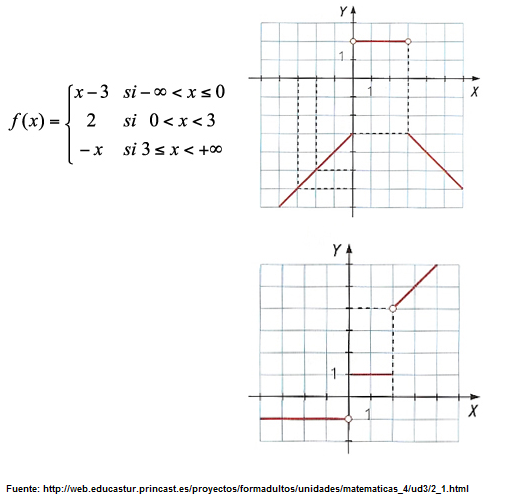 Y
1
1
X
f(x) = { x − 3 si − ∞ < x ≤ 0
2 si 0 < x < 3
− x si 3 ≤ x < +∞
Y
1
1
X
Fuente: http://web.educastur.princast.es/proyectos/formadultos/unidades/matematicas_4/ud3/2_1.html